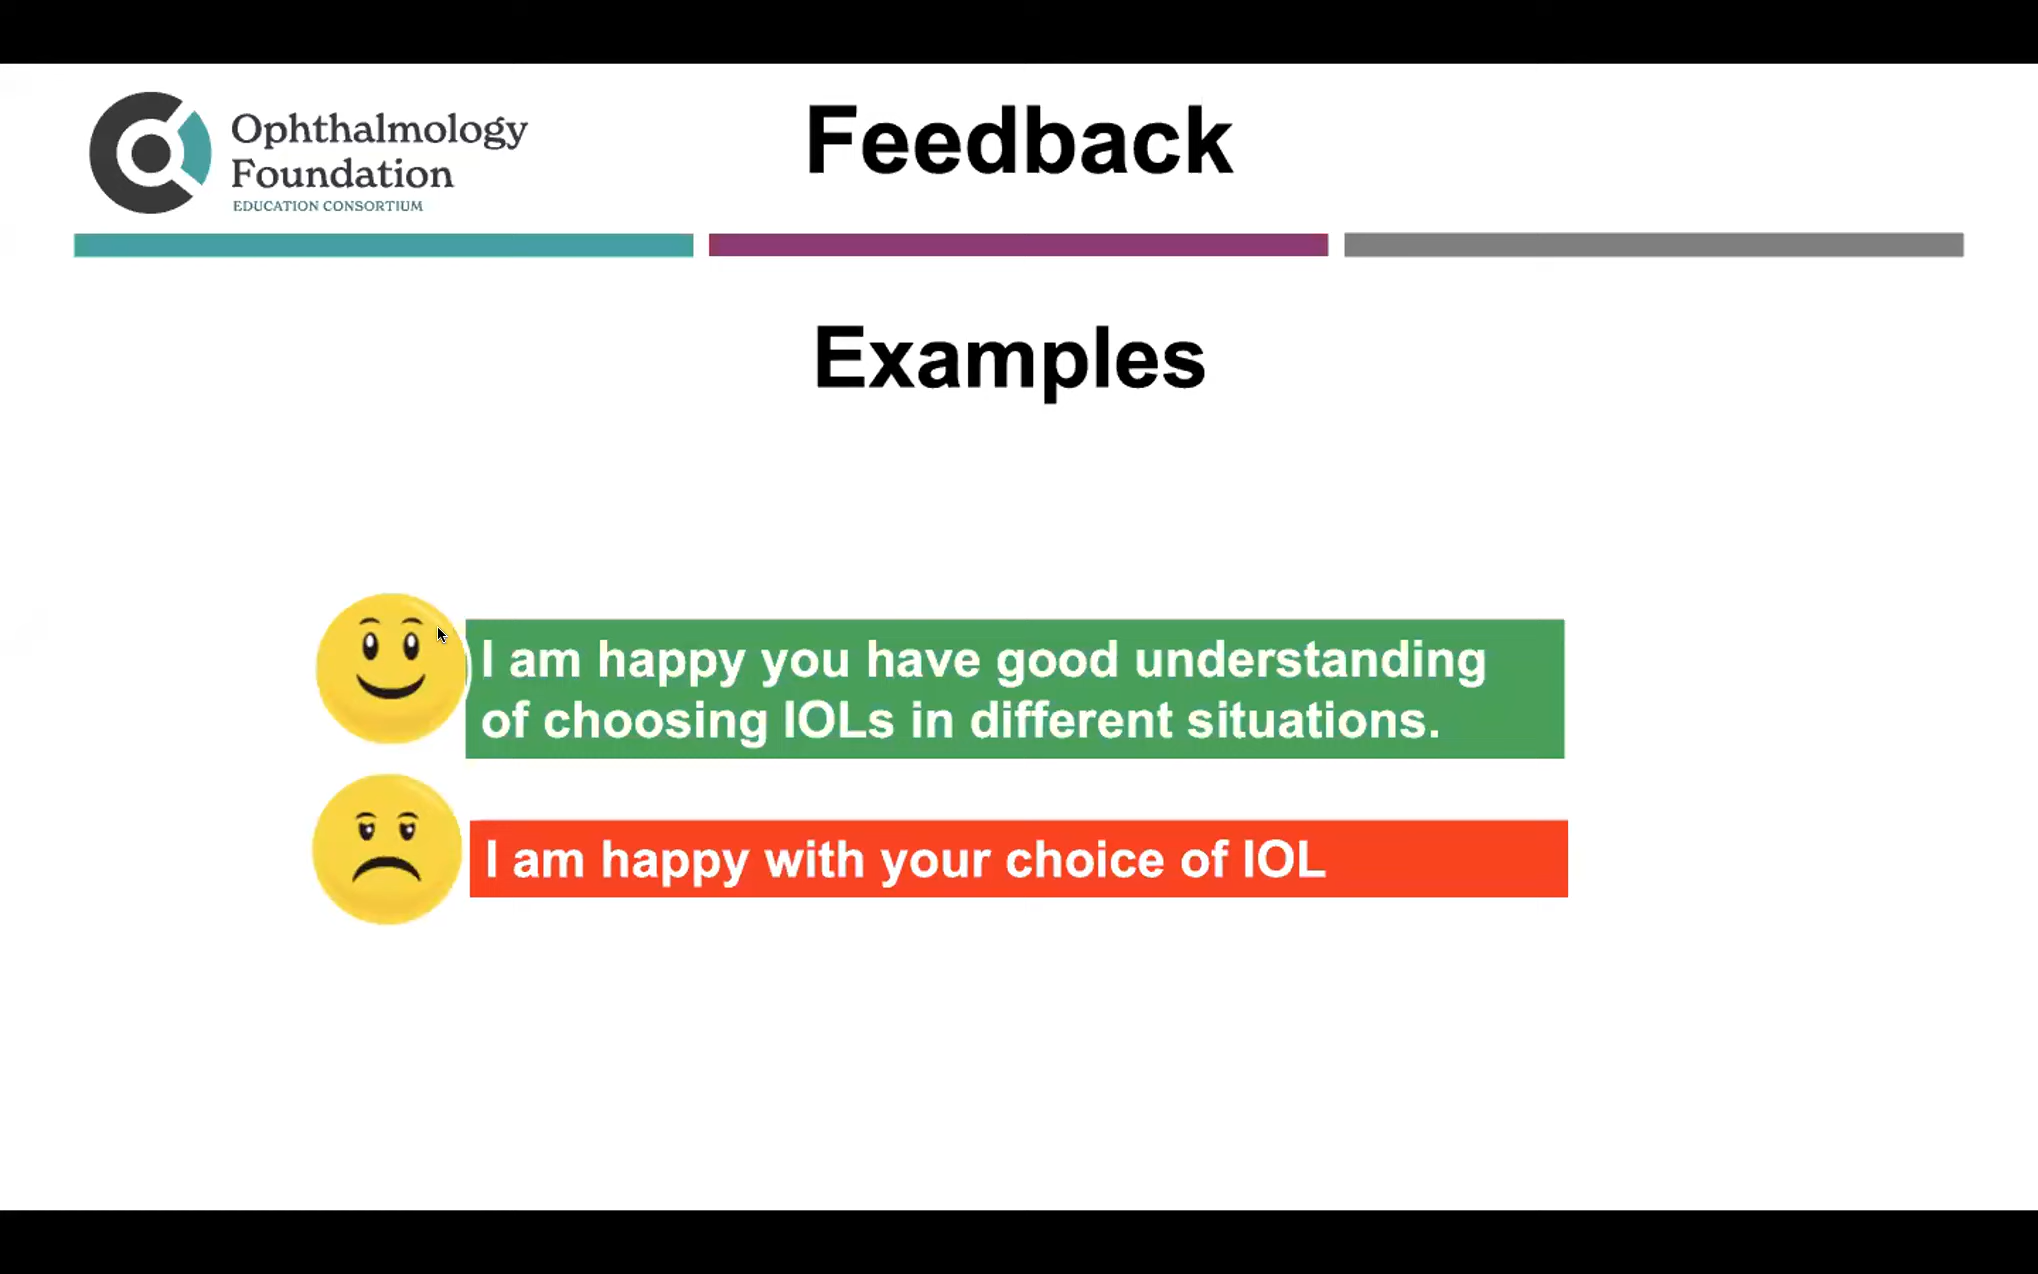 Ophthalmology
Foundation
EDUCATION CONSORTIUM
Feedback
Examples
I am happy you have good understanding
of choosing IOLs in different situations.
I am happy with your choice of IOL